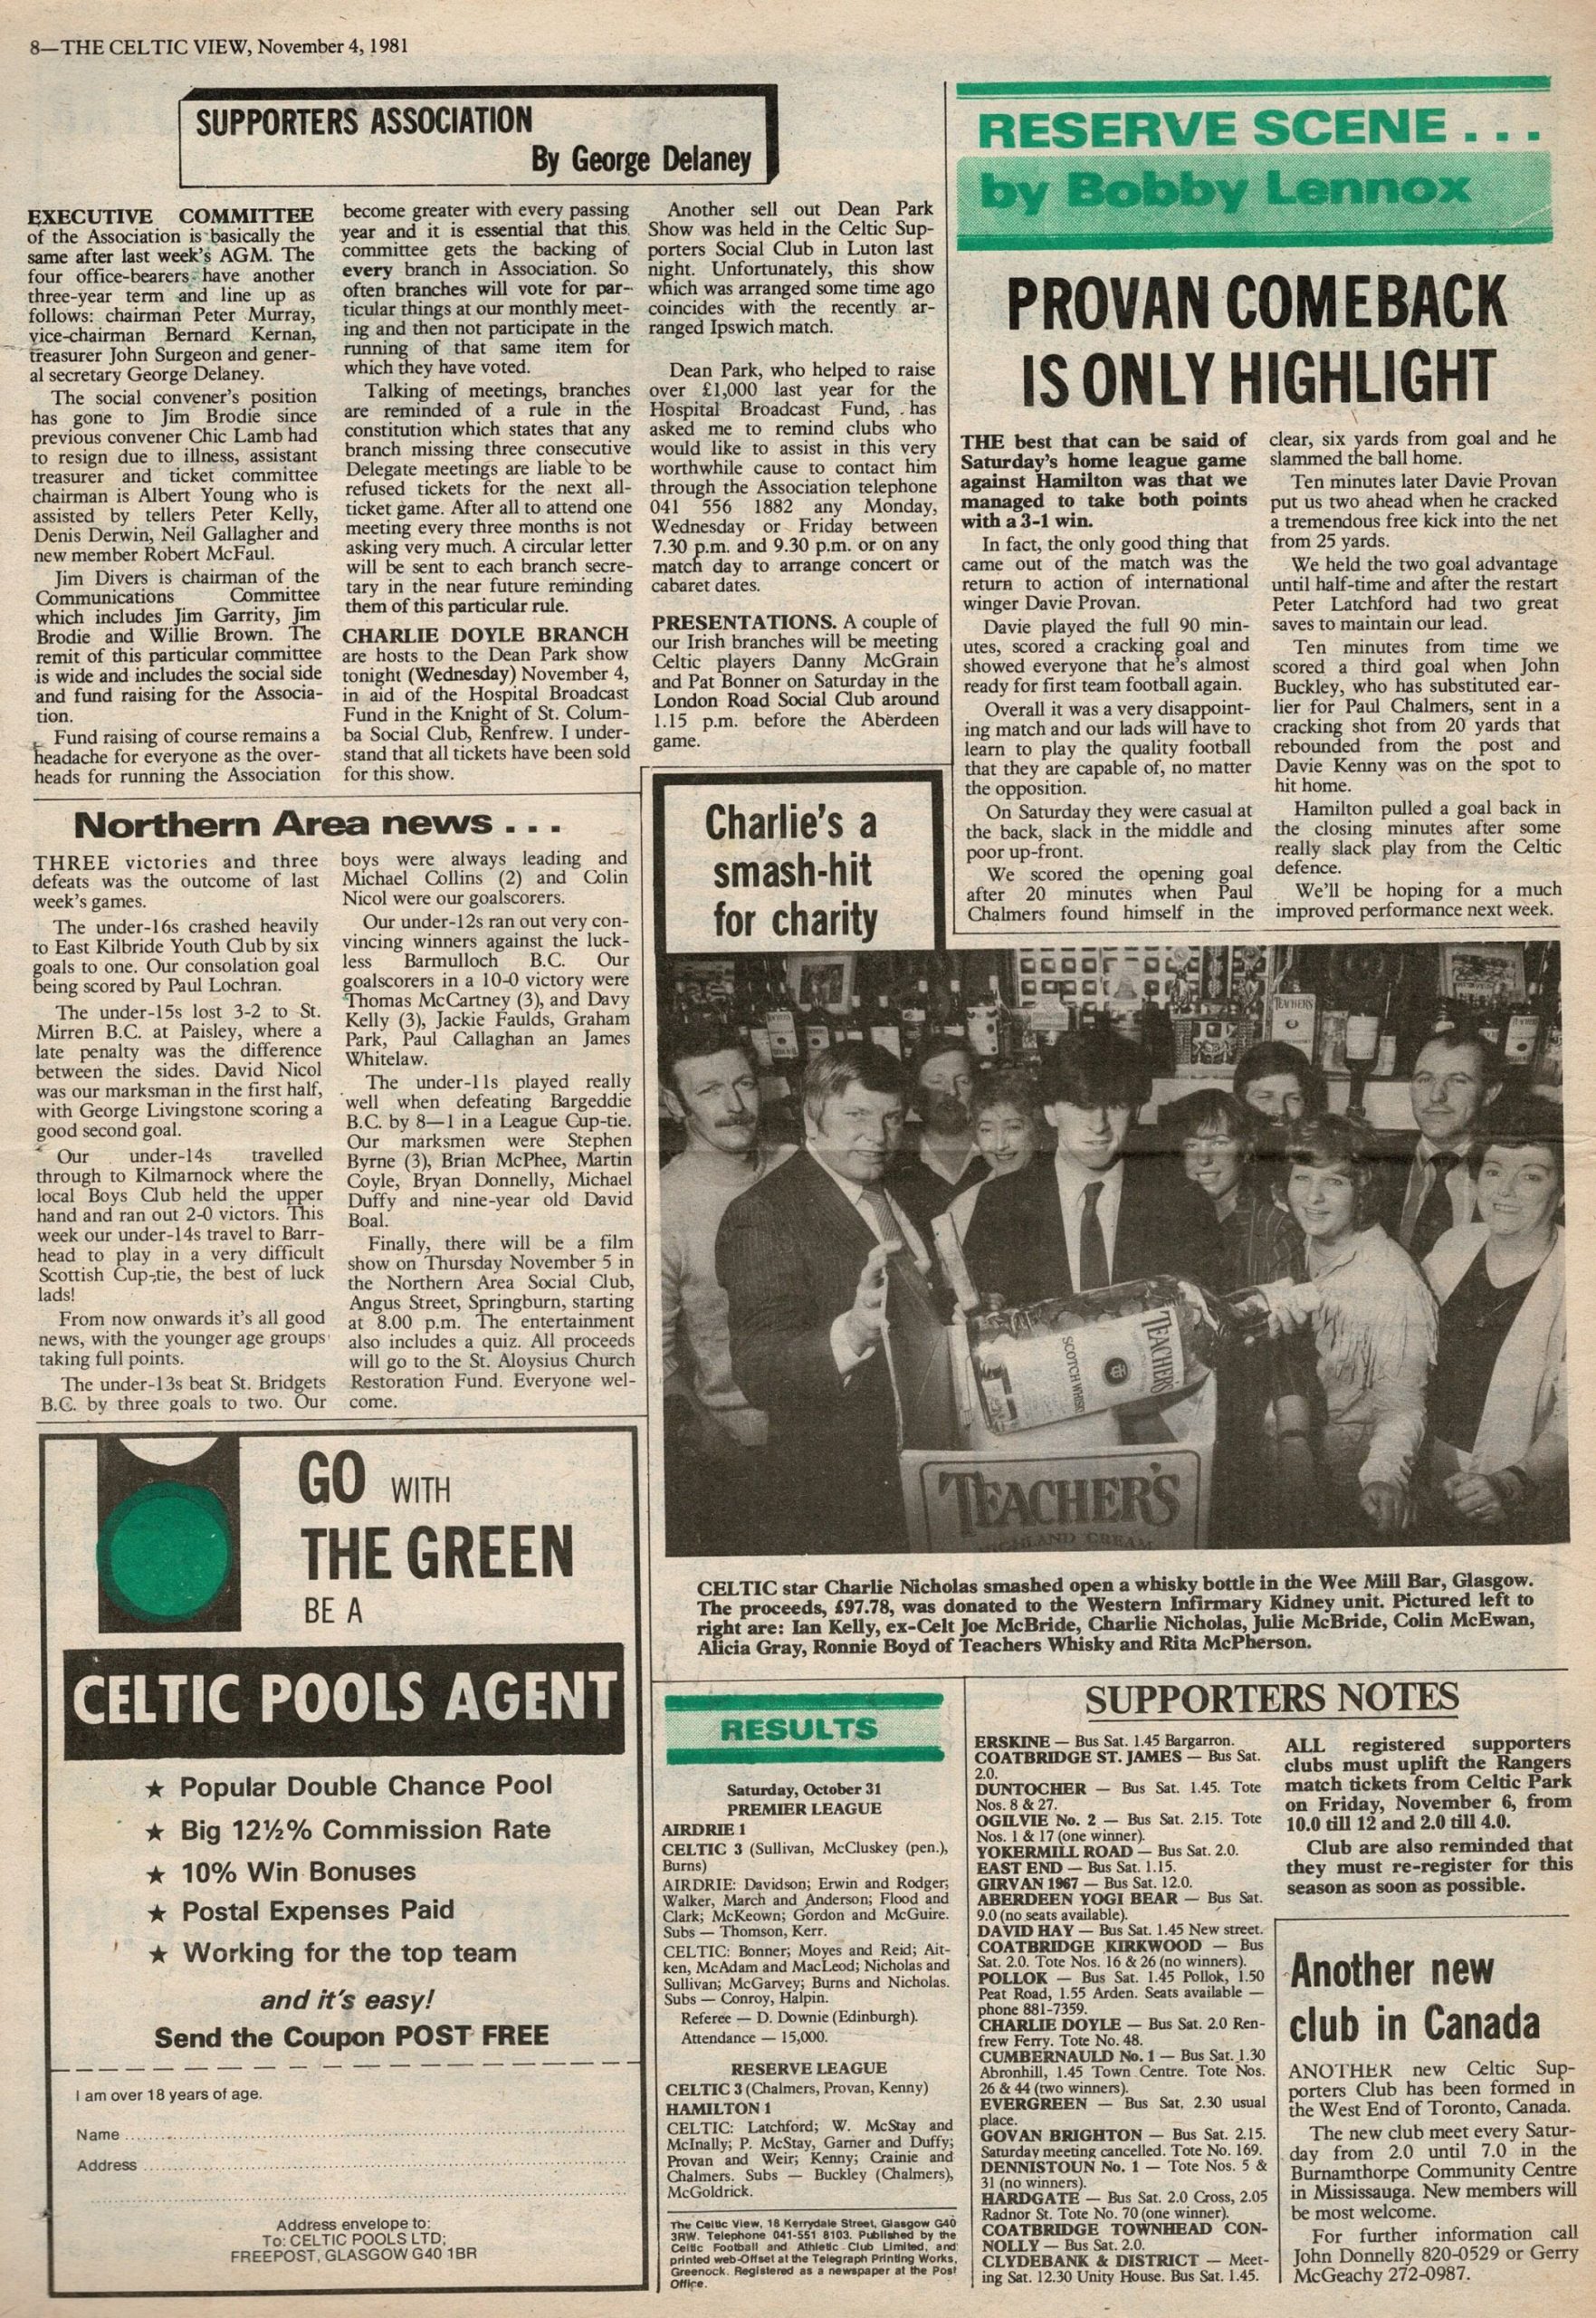 8—THE CELTIC VIEW, November 4, 1981
SUPPORTERS ASSOCIATION
By George Delaney
EXECUTIVE COMMITTEE
of the Association is basically the
same after last week's AGM. The
four office-bearers have another
three-year term and line up as
follows: chairman Peter Murray,
vice-chairman Bernard Kernan,
treasurer John Surgeon and gener-
al secretary George Delaney.
The social convener's position
has gone to Jim Brodie since
previous convener Chic Lamb had
to resign due to illness, assistant
treasurer and ticket committee
chairman is Albert Young who is
assisted by tellers Peter Kelly,
Denis Derwin, Neil Gallagher and
new member Robert McFaul.
Jim Divers is chairman of the
Communications Committee
which includes Jim Garrity, Jim
Brodie and Willie Brown. The
remit of this particular committee
is wide and includes the social side
and fund raising for the Associa-
tion.
Fund raising of course remains a
headache for everyone as the over-
heads for running the Association
become greater with every passing
year and it is essential that this
committee gets the backing of
every branch in Association. So
often branches will vote for par-
ticular things at our monthly meet-
ing and then not participate in the
running of that same item for
which they have voted.
Talking of meetings, branches
are reminded of a rule in the
constitution which states that any
branch missing three consecutive
Delegate meetings are liable to be
refused tickets for the next all-
ticket game. After all to attend one
meeting every three months is not
asking very much. A circular letter
will be sent to each branch secre-
tary in the near future reminding
them of this particular rule.
CHARLIE DOYLE BRANCH
are hosts to the Dean Park show
tonight (Wednesday) November 4,
in aid of the Hospital Broadcast
Fund in the Knight of St. Colum-
ba Social Club, Renfrew. I under-
stand that all tickets have been sold
for this show.
Another sell out Dean Park
Show was held in the Celtic Sup-
porters Social Club in Luton last
night. Unfortunately, this show
which was arranged some time ago
coincides with the recently ar-
ranged Ipswich match.
Dean Park, who helped to raise
over £1,000 last year for the
Hospital Broadcast Fund, has
asked me to remind clubs who
would like to assist in this very
worthwhile cause to contact him
through the Association telephone
041 556 1882 any Monday,
Wednesday or Friday between
7.30 p.m. and 9.30 p.m. or on any
match day to arrange concert or
cabaret dates.
PRESENTATIONS. A couple of
our Irish branches will be meeting
Celtic players Danny McGrain
and Pat Bonner on Saturday in the
London Road Social Club around
1.15 p.m. before the Aberdeen
game.
RESERVE SCENE . . .
by Bobby Lennox
PROVAN COMEBACK
IS ONLY HIGHLIGHT
THE best that can be said of
Saturday's home league game
against Hamilton was that we
managed to take both points
with a 3-1 win.
In fact, the only good thing that
came out of the match was the
return to action of international
winger Davie Provan.
Davie played the full 90 min-
utes, scored a cracking goal and
showed everyone that he's almost
ready for first team football again.
Overall it was a very disappoint-
ing match and our lads will have to
learn to play the quality football
that they are capable of, no matter
the opposition.
On Saturday they were casual at
the back, slack in the middle and
poor up-front.
We scored the opening goal
after 20 minutes when Paul
Chalmers found himself in the
clear, six yards from goal and he
slammed the ball home.
Ten minutes later Davie Provan
put us two ahead when he cracked
a tremendous free kick into the net
from 25 yards.
We held the two goal advantage
until half-time and after the restart
Peter Latchford had two great
saves to maintain our lead.
Ten minutes from time we
scored a third goal when John
Buckley, who has substituted ear-
lier for Paul Chalmers, sent in a
cracking shot from 20 yards that
rebounded from the post and
Davie Kenny was on the spot to
hit home.
Hamilton pulled a goal back in
the closing minutes after some
really slack play from the Celtic
defence.
We'll be hoping for a much
improved performance next week.
Northern Area news . . .
THREE victories and three
defeats was the outcome of last
week's games.
The under-16s crashed heavily
to East Kilbride Youth Club by six
goals to one. Our consolation goal
being scored by Paul Lochran.
The under-15s lost 3-2 to St.
Mirren B.C. at Paisley, where a
late penalty was the difference
between the sides. David Nicol
was our marksman in the first half,
with George Livingstone scoring a
good second goal.
Our under-14s travelled
through to Kilmarnock where the
local Boys Club held the upper
hand and ran out 2-0 victors. This
week our under-14s travel to Barr-
head to play in a very difficult
Scottish Cup-tie, the best of luck
lads!
From now onwards it's all good
news, with the younger age groups
taking full points.
The under-13s beat St. Bridgets
B.C. by three goals to two. Our
boys were always leading and
Michael Collins (2) and Colin
Nicol were our goalscorers.
Our under-12s ran out very con-
vincing winners against the luck-
less Barmulloch B.C. Our
goalscorers in a 10-0 victory were
Thomas McCartney (3), and Davy
Kelly (3), Jackie Faulds, Graham
Park, Paul Callaghan an James
Whitelaw.
The under-11s played really
well when defeating Bargeddie
B.C. by 8—1 in a League Cup-tie.
Our marksmen were Stephen
Byrne (3), Brian McPhee, Martin
Coyle, Bryan Donnelly, Michael
Duffy and nine-year old David
Boal.
Finally, there will be a film
show on Thursday November 5 in
the Northern Area Social Club,
Angus Street, Springburn, starting
at 8.00 p.m. The entertainment
also includes a quiz. All proceeds
will go to the St. Aloysius Church
Restoration Fund. Everyone wel-
come.
Charlie's a
smash-hit
for charity
TEACHER'S
TEACHER'S
SCOTCH WHISKY
TEACHER'S
HIGHLAND CREAM
CELTIC star Charlie Nicholas smashed open a whisky bottle in the Wee Mill Bar, Glasgow.
The proceeds, £97.78, was donated to the Western Infirmary Kidney unit. Pictured left to
right are: Ian Kelly, ex-Celt Joe McBride, Charlie Nicholas, Julie McBride, Colin McEwan,
Alicia Gray, Ronnie Boyd of Teachers Whisky and Rita McPherson.
GO WITH
THE GREEN
BE A
CELTIC POOLS AGENT
★ Popular Double Chance Pool
★ Big 12½% Commission Rate
★ 10% Win Bonuses
★ Postal Expenses Paid
★ Working for the top team
and it's easy!
Send the Coupon POST FREE
I am over 18 years of age.
Name
Address
Address envelope to:
To: CELTIC POOLS LTD;
FREEPOST, GLASGOW G40 1BR
RESULTS
Saturday, October 31
PREMIER LEAGUE
AIRDRIE 1
CELTIC 3 (Sullivan, McCluskey (pen.),
Burns)
AIRDRIE: Davidson; Erwin and Rodger;
Walker, March and Anderson; Flood and
Clark; McKeown; Gordon and McGuire.
Subs — Thomson, Kerr.
CELTIC: Bonner; Moyes and Reid; Ait-
ken, McAdam and MacLeod; Nicholas and
Sullivan; McGarvey; Burns and Nicholas.
Subs — Conroy, Halpin.
Referee — D. Downie (Edinburgh).
Attendance — 15,000.
RESERVE LEAGUE
CELTIC 3 (Chalmers, Provan, Kenny)
HAMILTON 1
CELTIC: Latchford; W. McStay and
McInally; P. McStay, Garner and Duffy;
Provan and Weir; Kenny; Crainie and
Chalmers. Subs — Buckley (Chalmers),
McGoldrick.
The Celtic View, 18 Kerrydale Street, Glasgow G40
3RW. Telephone 041-551 8103. Published by the
Celtic Football and Athletic Club Limited, and
printed web-Offset at the Telegraph Printing Works,
Greenock. Registered as a newspaper at the Post
Office.
SUPPORTERS NOTES
ERSKINE — Bus Sat. 1.45 Bargarron.
COATBRIDGE ST. JAMES — Bus Sat.
2.0.
DUNTOCHER — Bus Sat. 1.45. Tote
Nos. 8 & 27.
OGILVIE No. 2 — Bus Sat. 2.15. Tote
Nos. 1 & 17 (one winner).
YOKERMILL ROAD — Bus Sat. 2.0.
EAST END — Bus Sat. 1.15.
GIRVAN 1967 — Bus Sat. 12.0.
ABERDEEN YOGI BEAR — Bus Sat.
9.0 (no seats available).
DAVID HAY — Bus Sat. 1.45 New street.
COATBRIDGE KIRKWOOD — Bus
Sat. 2.0. Tote Nos. 16 & 26 (no winners).
POLLOK — Bus Sat. 1.45 Pollok, 1.50
Peat Road, 1.55 Arden. Seats available —
phone 881-7359.
CHARLIE DOYLE — Bus Sat. 2.0 Ren-
frew Ferry. Tote No. 48.
CUMBERNAULD No. 1 — Bus Sat. 1.30
Abronhill, 1.45 Town Centre. Tote Nos.
26 & 44 (two winners).
EVERGREEN — Bus Sat. 2.30 usual
place.
GOVAN BRIGHTON — Bus Sat. 2.15.
Saturday meeting cancelled. Tote No. 169.
DENNISTOUN No. 1 — Tote Nos. 5 &
31 (no winners).
HARDGATE — Bus Sat. 2.0 Cross, 2.05
Radnor St. Tote No. 70 (one winner).
COATBRIDGE TOWNHEAD CON-
NOLLY — Bus Sat. 2.0.
CLYDEBANK & DISTRICT — Meet-
ing Sat. 12.30 Unity House. Bus Sat. 1.45.
ALL registered supporters
clubs must uplift the Rangers
match tickets from Celtic Park
on Friday, November 6, from
10.0 till 12 and 2.0 till 4.0.
Club are also reminded that
they must re-register for this
season as soon as possible.
Another new
club in Canada
ANOTHER new Celtic Sup-
porters Club has been formed in
the West End of Toronto, Canada.
The new club meet every Satur-
day from 2.0 until 7.0 in the
Burnamthorpe Community Centre
in Mississauga. New members will
be most welcome.
For further information call
John Donnelly 820-0529 or Gerry
McGeachy 272-0987.